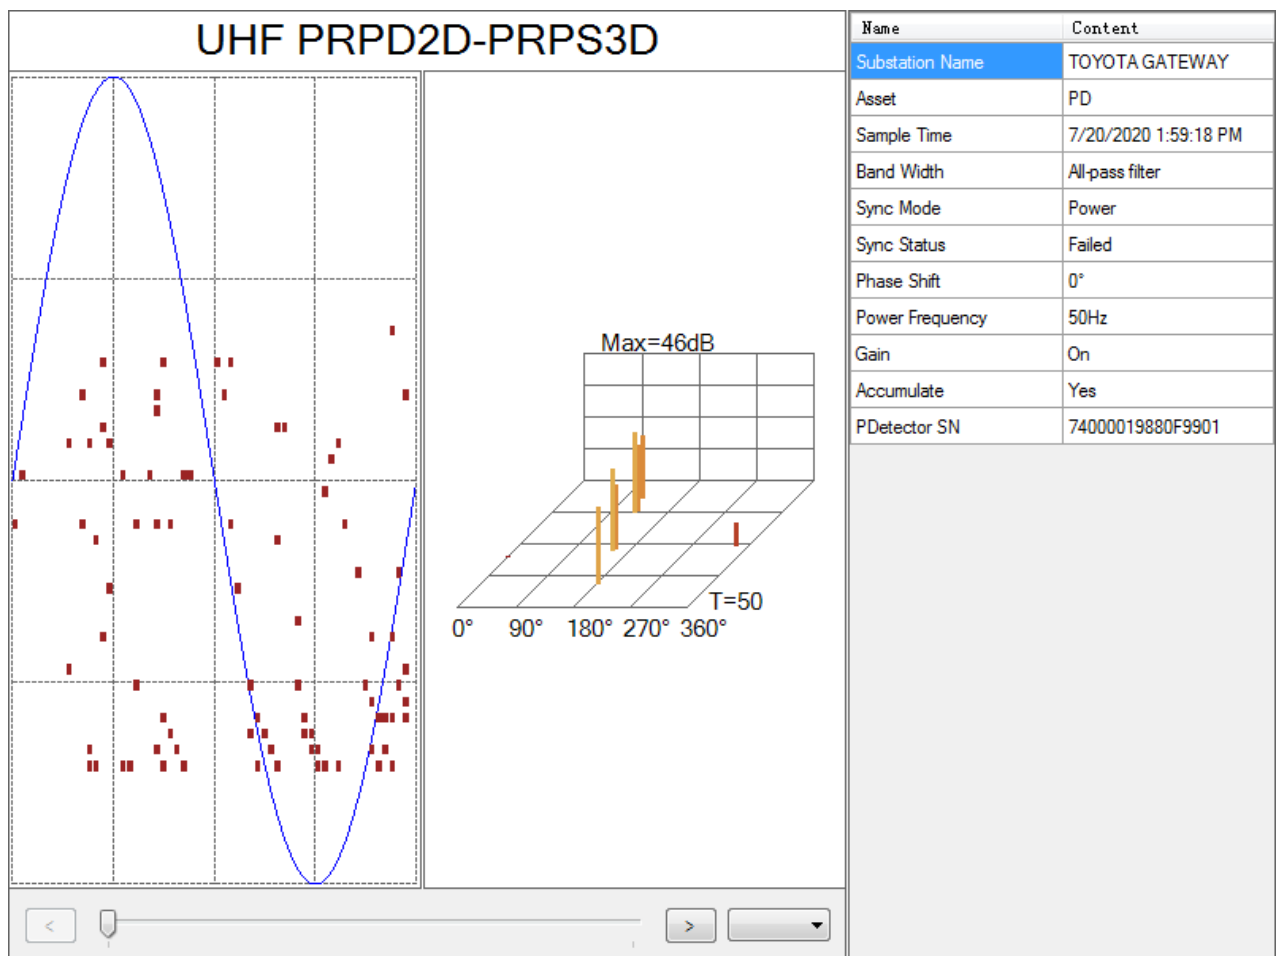 UHF PRPD2D-PRPS3D
Max=46dB
T=50
0° 90° 180° 270° 360°
<
>
Name Content
Substation Name TOYOTA GATEWAY
Asset PD
Sample Time 7/20/2020 1:59:18 PM
Band Width All-pass filter
Sync Mode Power
Sync Status Failed
Phase Shift 0°
Power Frequency 50Hz
Gain On
Accumulate Yes
PDetector SN 74000019880F9901